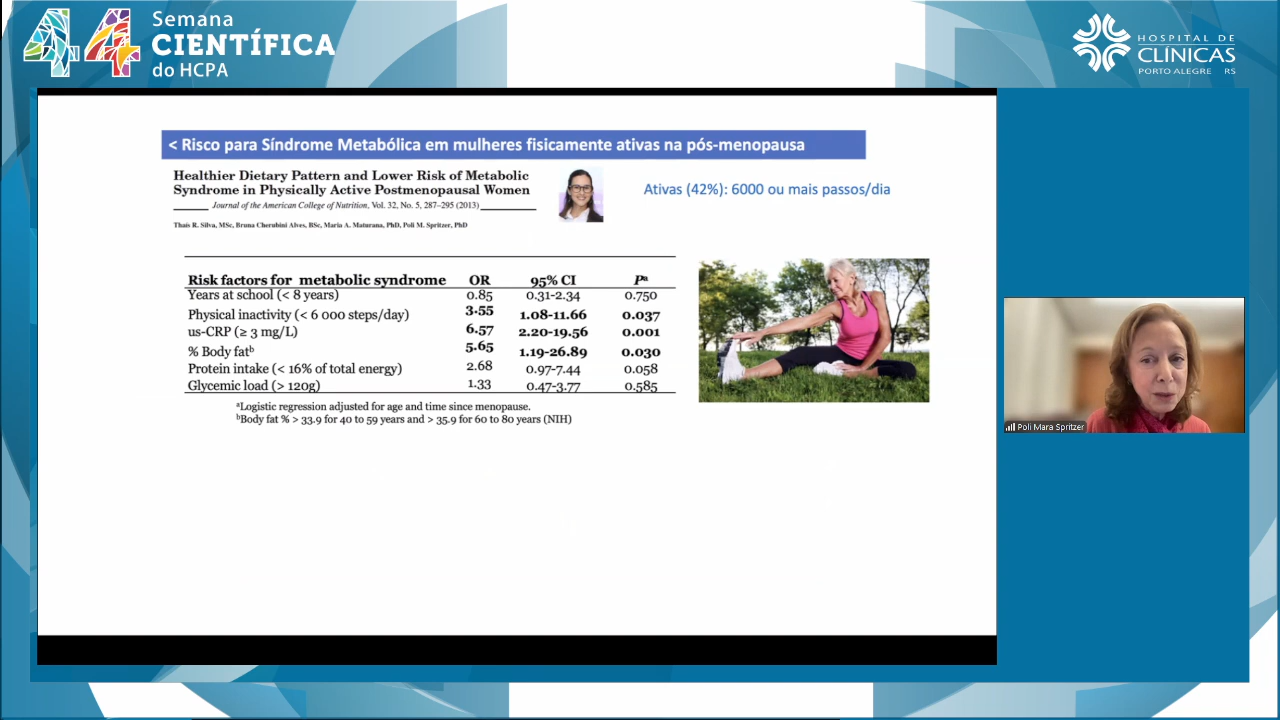 44 Semana
CIENTÍFICA
do HCPA
HOSPITAL DE
CLÍNICAS
PORTO ALEGRE RS
< Risco para Síndrome Metabólica em mulheres fisicamente ativas na pós-menopausa
Healthier Dietary Pattern and Lower Risk of Metabolic
Syndrome in Physically Active Postmenopausal Women
Journal of the American College of Nutrition, Vol. 32, No. 5, 287–295 (2013)
Thaís R. Silva, MSc, Bruna Cherubini Alves, BSc, Maria A. Maturana, PhD, Poli M. Spritzer, PhD
Ativas (42%): 6000 ou mais passos/dia
Risk factors for metabolic syndrome OR 95% CI Pª
Years at school (< 8 years) 0.85 0.31-2.34 0.750
Physical inactivity (< 6 000 steps/day) 3.55 1.08-11.66 0.037
us-CRP (≥ 3 mg/L) 6.57 2.20-19.56 0.001
% Body fatᵇ 5.65 1.19-26.89 0.030
Protein intake (< 16% of total energy) 2.68 0.97-7.44 0.058
Glycemic load (> 120g) 1.33 0.47-3.77 0.585
ªLogistic regression adjusted for age and time since menopause.
ᵇBody fat % > 33.9 for 40 to 59 years and > 35.9 for 60 to 80 years (NIH)
Poli Mara Spritzer